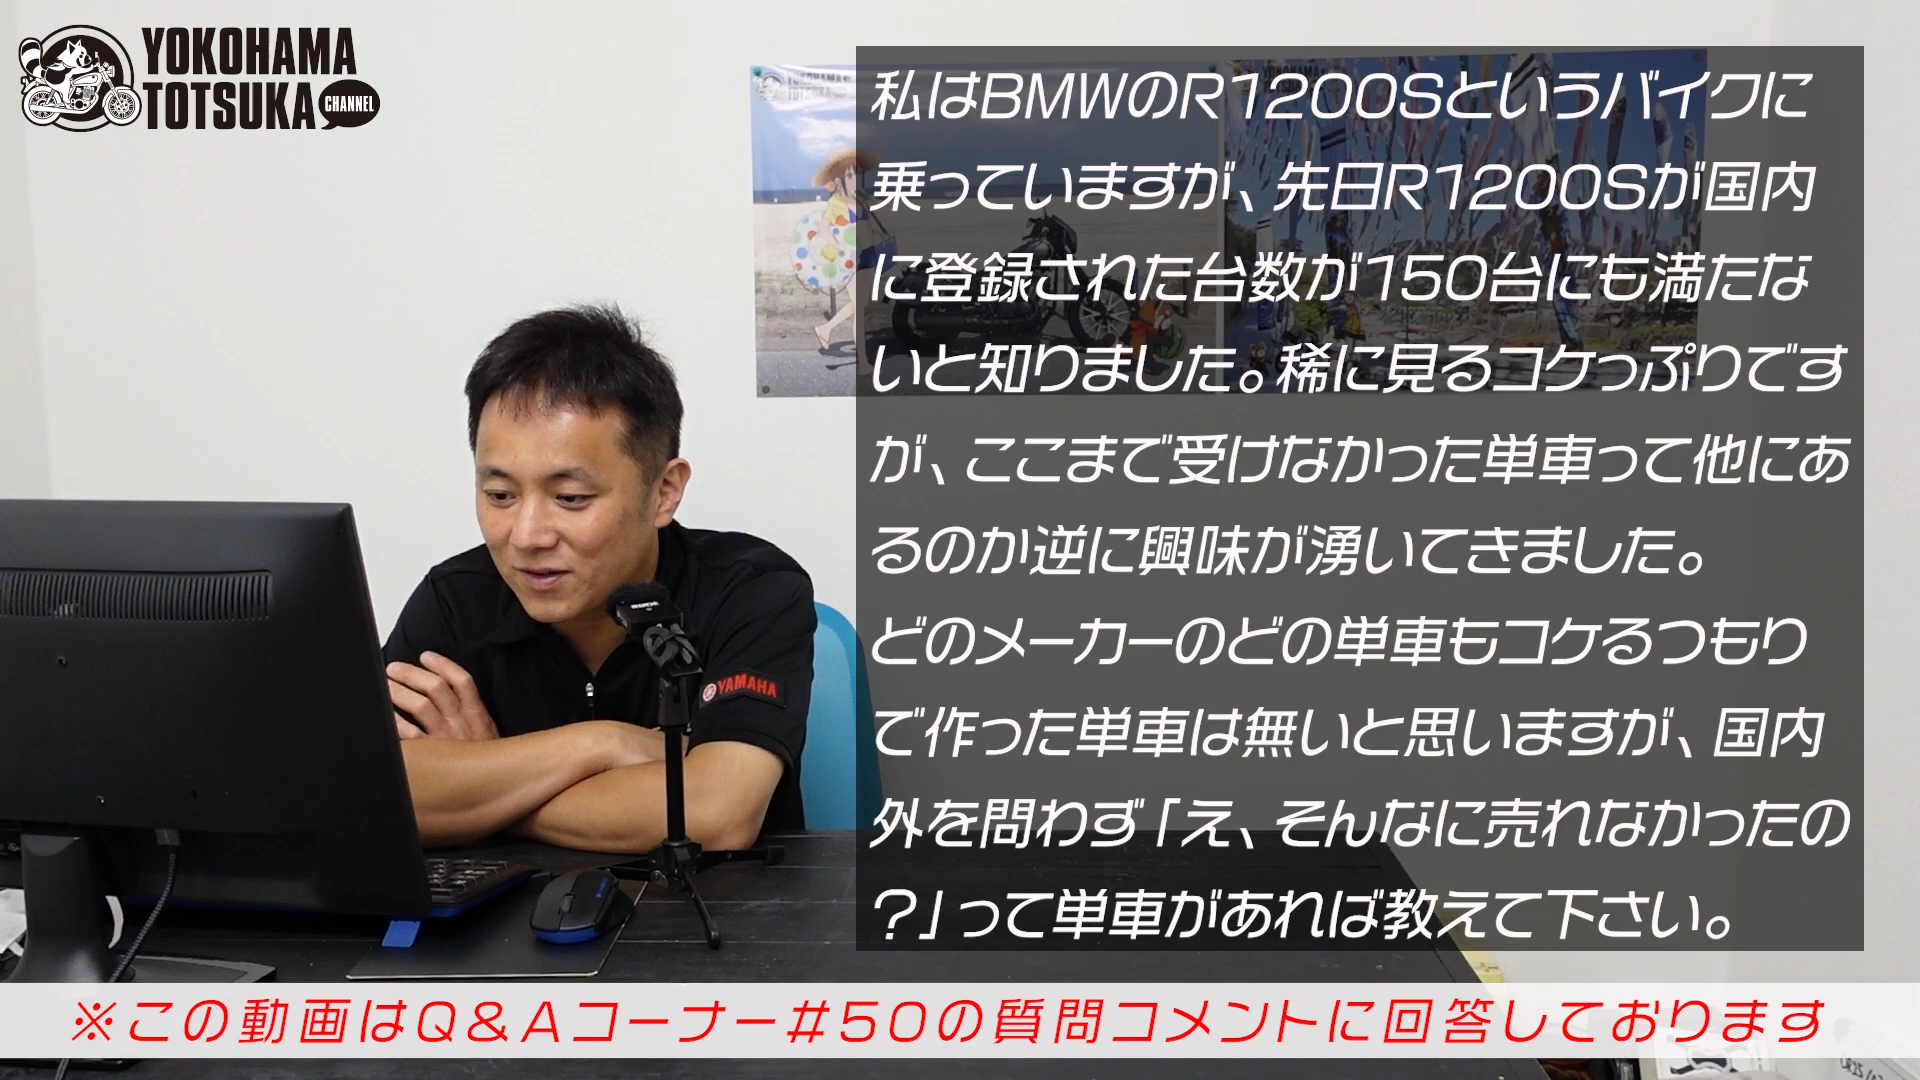 YOKOHAMA
TOTSUKA
CHANNEL
私はBMWのR1200Sというバイクに
乗っていますが、先日R1200Sが国内
に登録された台数が150台にも満たな
いと知りました。稀に見るコケっぷりです
が、ここまで受けなかった単車って他にあ
るのか逆に興味が湧いてきました。
どのメーカーのどの単車もコケるつもり
で作った単車は無いと思いますが、国内
外を問わず「え、そんなに売れなかったの
?」って単車があれば教えて下さい。
YOKOHAMA
TOTSUKA
RODE
YAMAHA
※この動画はQ&Aコーナー#50の質問コメントに回答しております